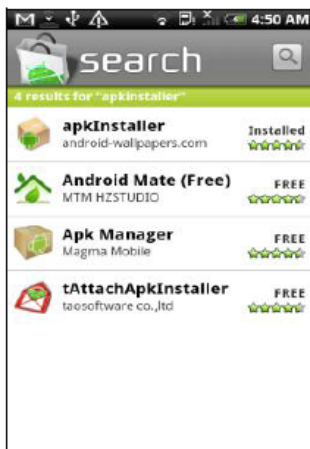 4:50 AM
search
4 results for "apkinstaller"
apkInstaller
android-wallpapers.com
Installed
Android Mate (Free)
MTM HZSTUDIO
FREE
Apk Manager
Magma Mobile
FREE
tAttachApkInstaller
taosoftware co.,ltd
FREE